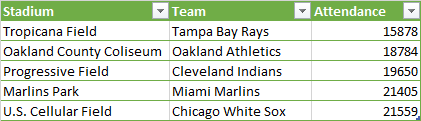 Stadium Team Attendance
Tropicana Field Tampa Bay Rays 15878
Oakland County Coliseum Oakland Athletics 18784
Progressive Field Cleveland Indians 19650
Marlins Park Miami Marlins 21405
U.S. Cellular Field Chicago White Sox 21559